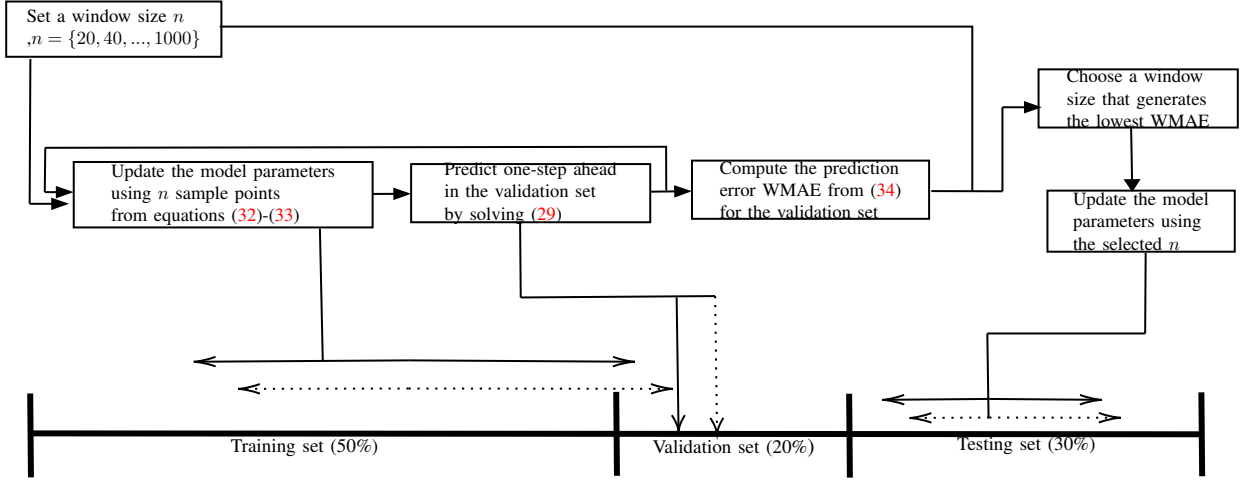 Set a window size n
,n = {20, 40, ..., 1000}
Update the model parameters
using n sample points
from equations (32)-(33)
Predict one-step ahead
in the validation set
by solving (29)
Compute the prediction
error WMAE from (34)
for the validation set
Choose a window
size that generates
the lowest WMAE
Update the model
parameters using
the selected n
Training set (50%)
Validation set (20%)
Testing set (30%)